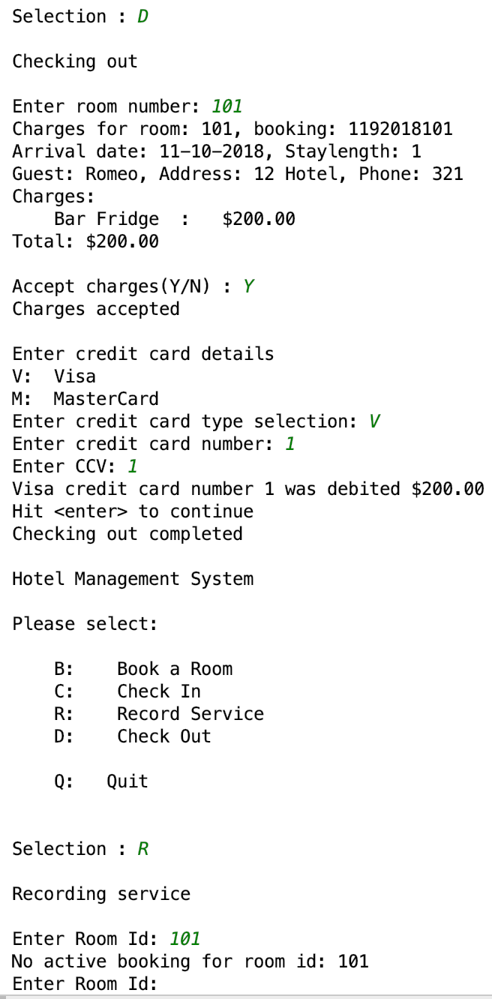 Selection : D
Checking out
Enter room number: 101
Charges for room: 101, booking: 1192018101
Arrival date: 11-10-2018, Staylength: 1
Guest: Romeo, Address: 12 Hotel, Phone: 321
Charges:
Bar Fridge : $200.00
Total: $200.00
Accept charges(Y/N) : Y
Charges accepted
Enter credit card details
V: Visa
M: MasterCard
Enter credit card type selection: V
Enter credit card number: 1
Enter CCV: 1
Visa credit card number 1 was debited $200.00
Hit <enter> to continue
Checking out completed
Hotel Management System
Please select:
B: Book a Room
C: Check In
R: Record Service
D: Check Out
Q: Quit
Selection : R
Recording service
Enter Room Id: 101
No active booking for room id: 101
Enter Room Id: